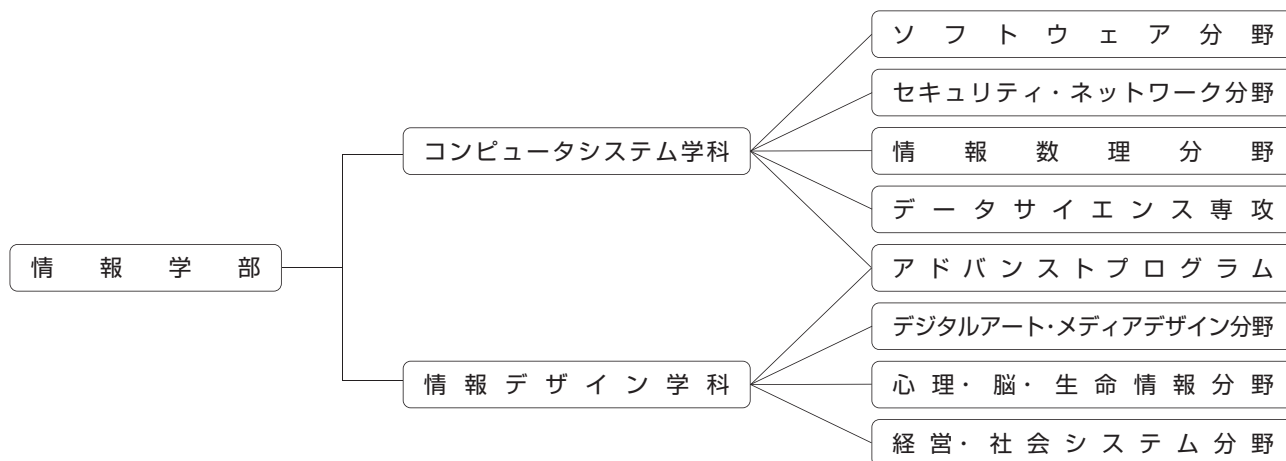 ソフトウェア分野
セキュリティ・ネットワーク分野
コンピュータシステム学科
情報数理分野
データサイエンス専攻
情報学部
アドバンストプログラム
デジタルアート・メディアデザイン分野
情報デザイン学科
心理・脳・生命情報分野
経営・社会システム分野